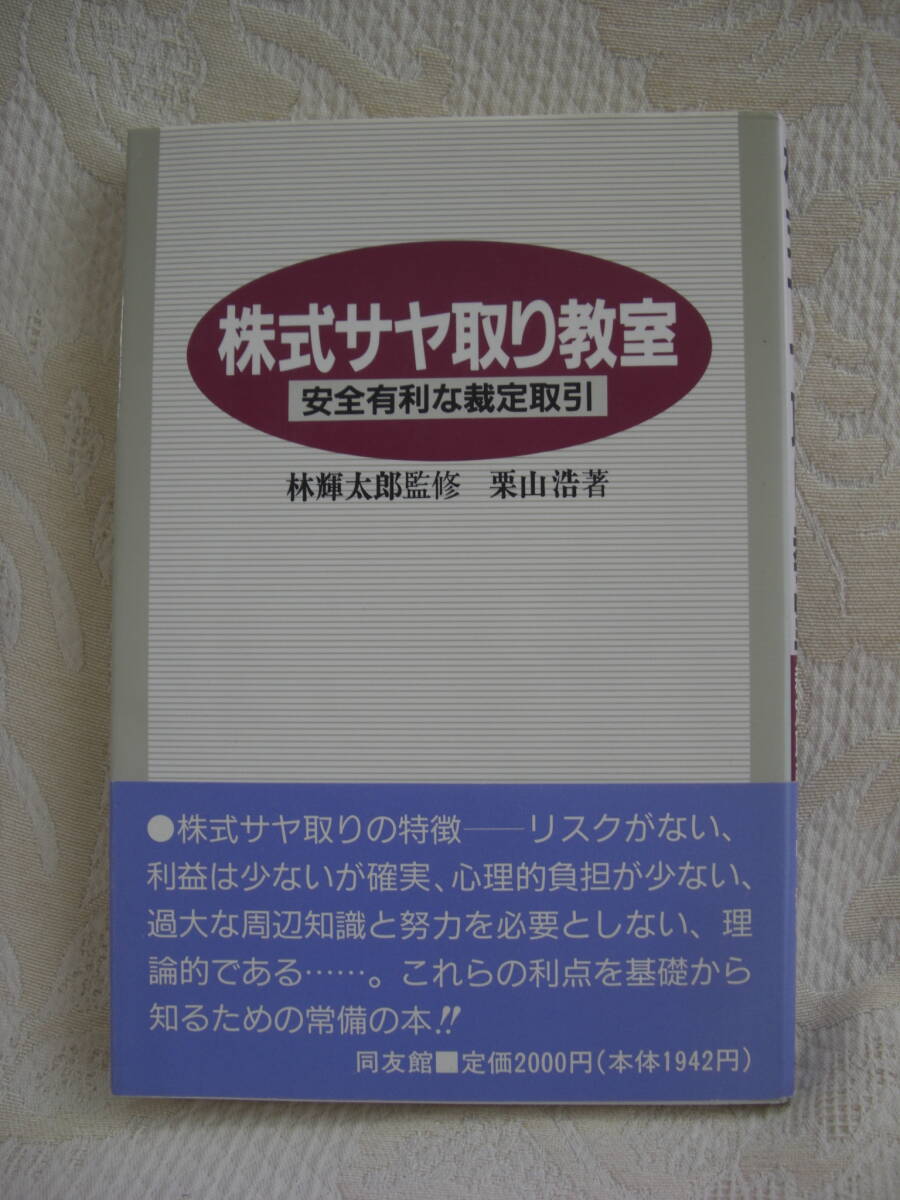 株式サヤ取り教室
安全有利な裁定取引
林輝太郎監修　栗山浩著
●株式サヤ取りの特徴――リスクがない、
利益は少ないが確実、心理的負担が少ない、
過大な周辺知識と努力を必要としない、理
論的である……。これらの利点を基礎から
知るための常備の本!!
同友館■定価2000円(本体1942円)